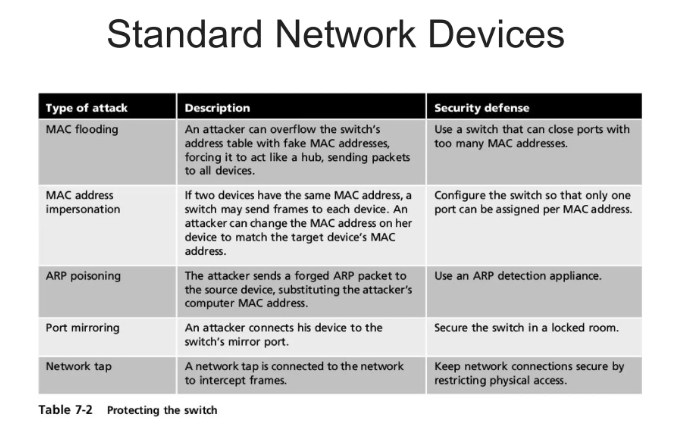 Standard Network Devices
Type of attack Description Security defense
MAC flooding An attacker can overflow the switch's Use a switch that can close ports with
address table with fake MAC addresses, too many MAC addresses.
forcing it to act like a hub, sending packets
to all devices.
MAC address If two devices have the same MAC address, a Configure the switch so that only one
impersonation switch may send frames to each device. An port can be assigned per MAC address.
attacker can change the MAC address on her
device to match the target device's MAC
address.
ARP poisoning The attacker sends a forged ARP packet to Use an ARP detection appliance.
the source device, substituting the attacker's
computer MAC address.
Port mirroring An attacker connects his device to the Secure the switch in a locked room.
switch's mirror port.
Network tap A network tap is connected to the network Keep network connections secure by
to intercept frames. restricting physical access.
Table 7-2 Protecting the switch